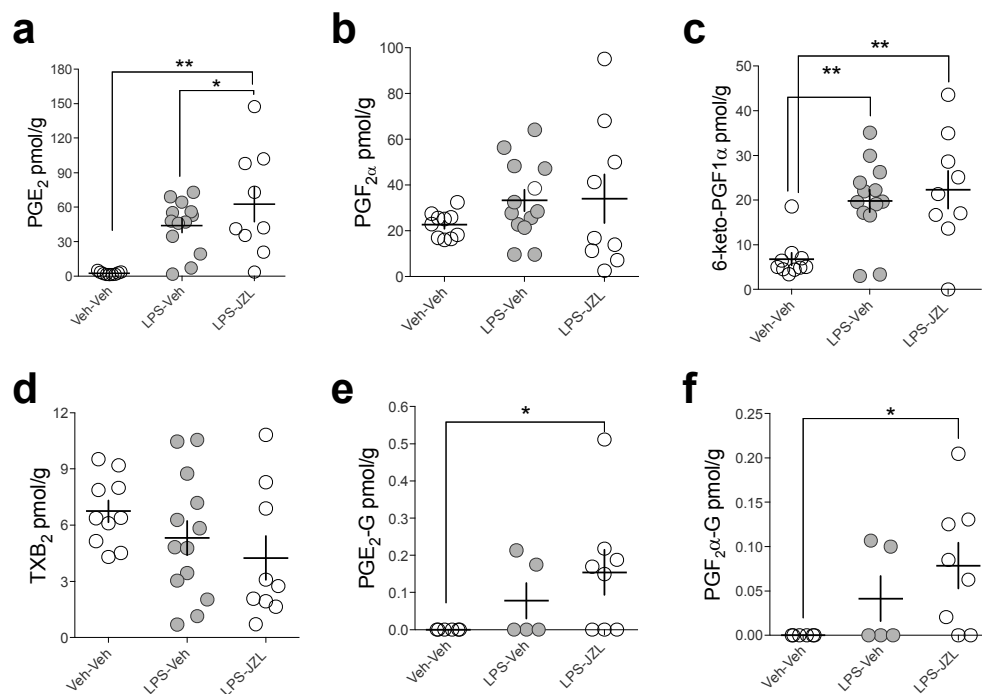 a
**
*
PGE₂ pmol/g
180
150
120
90
60
30
0
Veh-Veh
LPS-Veh
LPS-JZL
b
PGF₂α pmol/g
100
80
60
40
20
0
Veh-Veh
LPS-Veh
LPS-JZL
c
**
**
6-keto-PGF1α pmol/g
50
40
30
20
10
0
Veh-Veh
LPS-Veh
LPS-JZL
d
TXB₂ pmol/g
12
9
6
3
0
Veh-Veh
LPS-Veh
LPS-JZL
e
*
PGE₂-G pmol/g
0.6
0.5
0.4
0.3
0.2
0.1
0.0
Veh-Veh
LPS-Veh
LPS-JZL
f
*
PGF₂α-G pmol/g
0.25
0.20
0.15
0.10
0.05
0.00
Veh-Veh
LPS-Veh
LPS-JZL